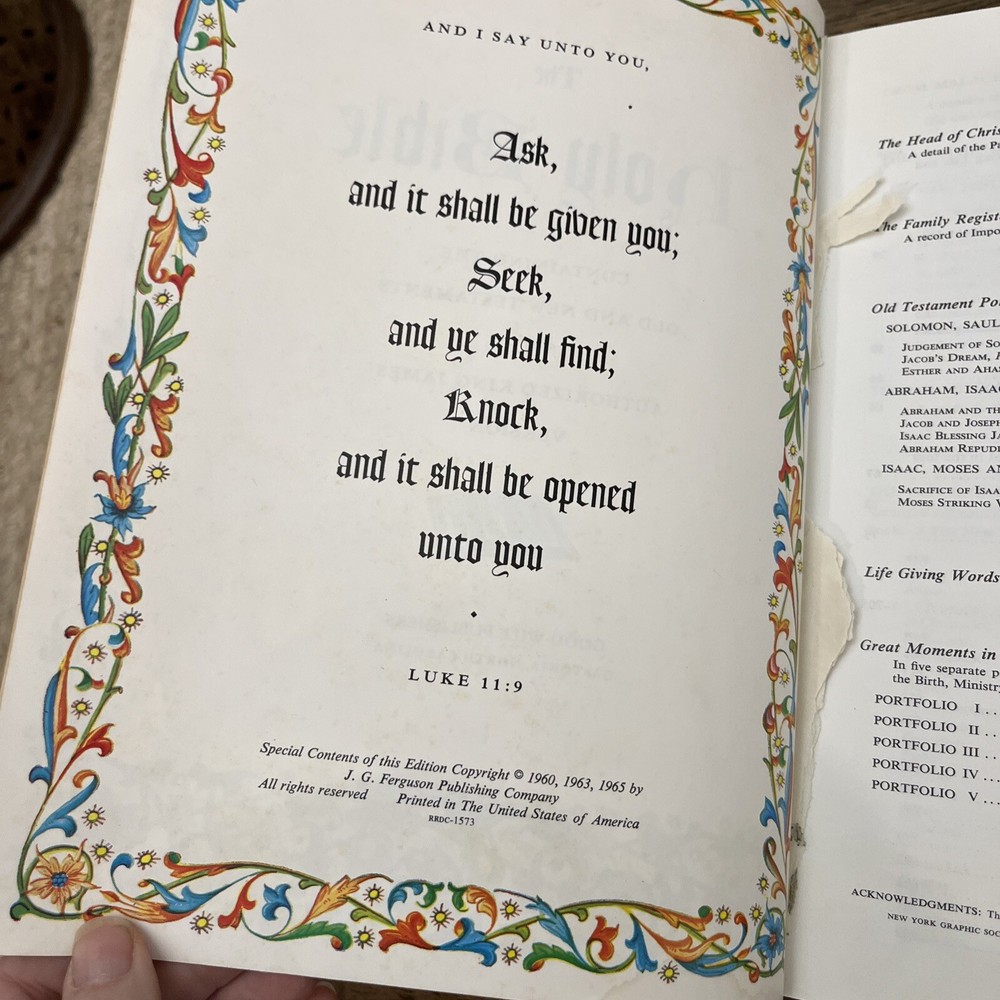 AND I SAY UNTO YOU,
Ask,
and it shall be given you;
Seek,
and ye shall find;
Knock,
and it shall be opened
unto you
LUKE 11:9
Special Contents of this Edition Copyright © 1960, 1963, 1965 by
J. G. Ferguson Publishing Company
All rights reserved Printed in The United States of America
RRDC-1573
The Head of Chris
A detail of the Pa
The Family Regist
A record of Impo
Old Testament Po
SOLOMON, SAUL
JUDGEMENT OF SO
JACOB'S DREAM, A
ESTHER AND AHAS
ABRAHAM, ISAA
ABRAHAM AND TH
JACOB AND JOSEPH
ISAAC BLESSING JA
ABRAHAM REPUDI
ISAAC, MOSES AN
SACRIFICE OF ISAA
MOSES STRIKING
Life Giving Words
Great Moments in
In five separate p
the Birth, Ministry
PORTFOLIO I . .
PORTFOLIO II . .
PORTFOLIO III . .
PORTFOLIO IV . .
PORTFOLIO V . . .
ACKNOWLEDGMENTS: Th
NEW YORK GRAPHIC SOC